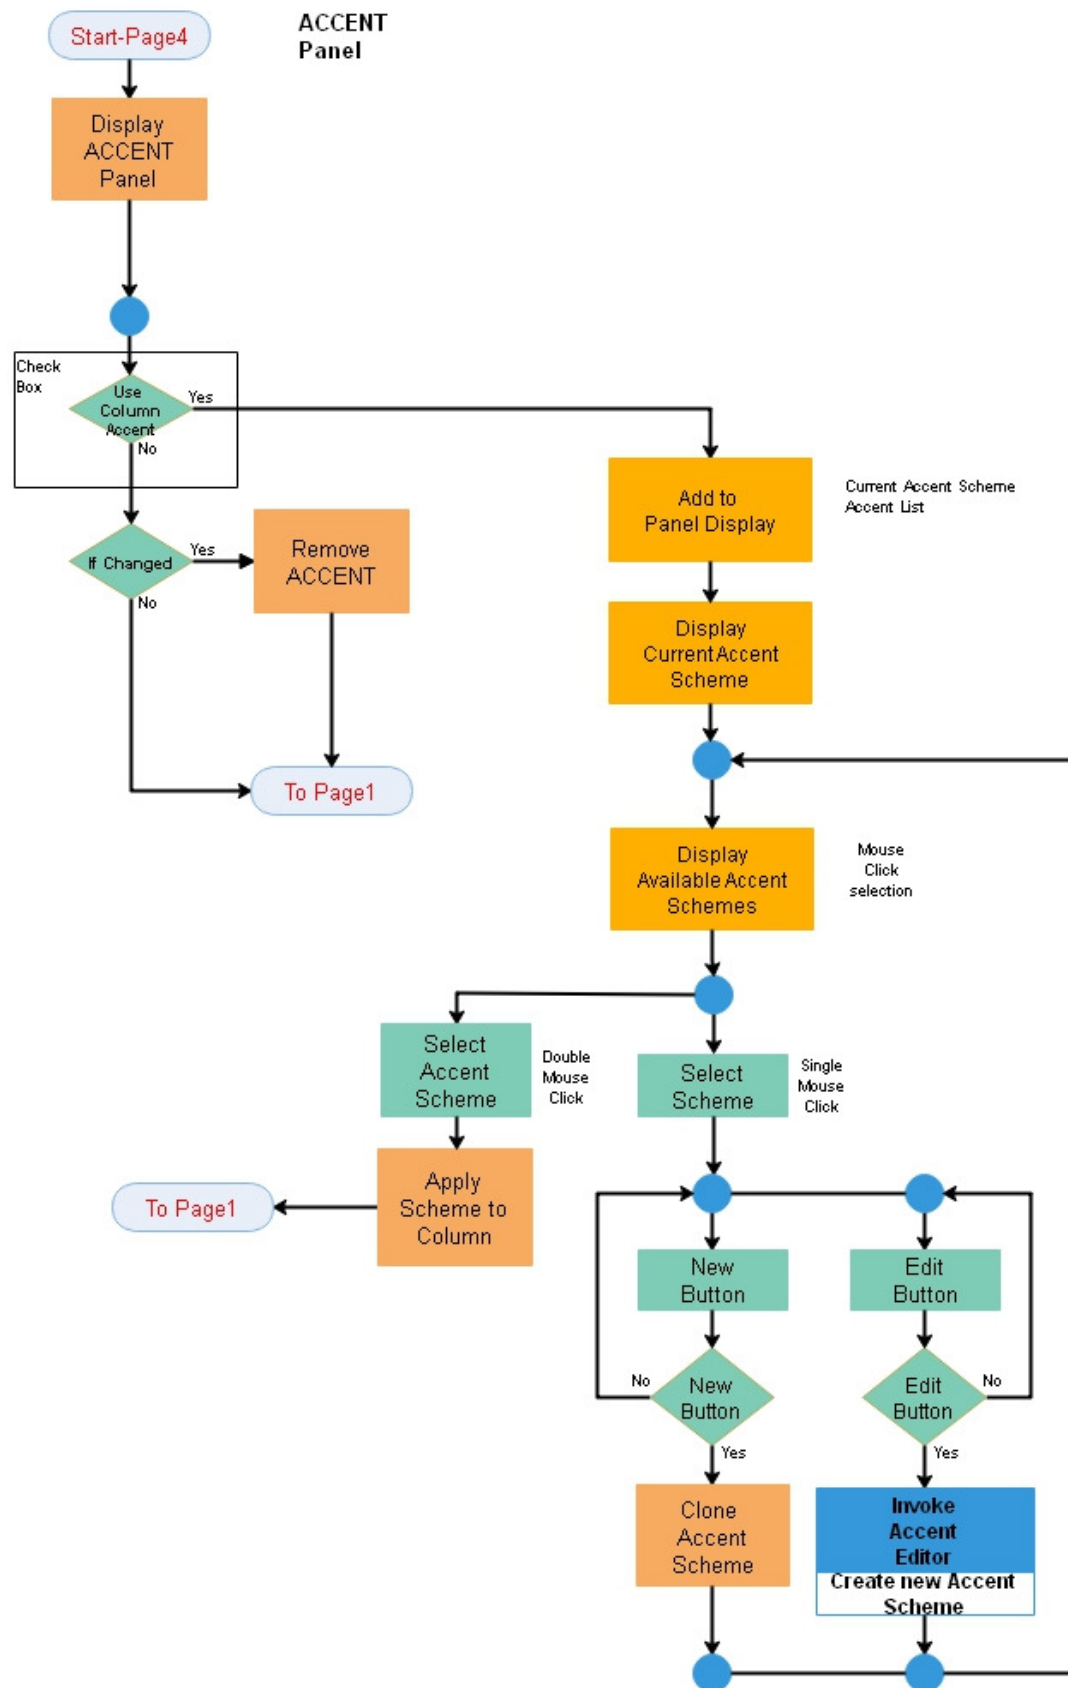 Start-Page4
ACCENT
Panel
Display
ACCENT
Panel
Check
Box
Use
Column
Accent
Yes
No
If Changed
Yes
No
Remove
ACCENT
To Page1
Add to
Panel Display
Current Accent Scheme
Accent List
Display
Current Accent
Scheme
Display
Available Accent
Schemes
Mouse
Click
selection
Select
Accent
Scheme
Double
Mouse
Click
Select
Scheme
Single
Mouse
Click
Apply
Scheme to
Column
To Page1
New
Button
Edit
Button
No
New
Button
Yes
Edit
Button
No
Yes
Clone
Accent
Scheme
Invoke
Accent
Editor
Create new Accent
Scheme